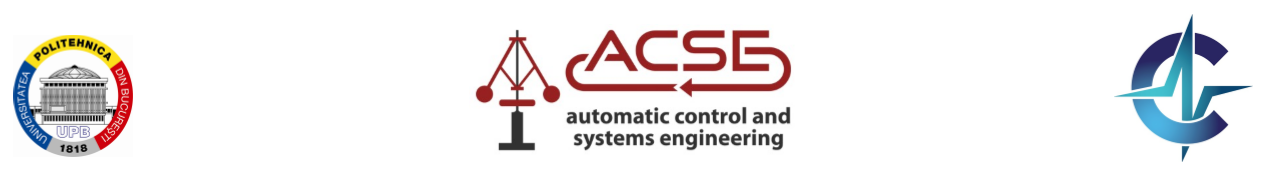 UNIVERSITATEA
POLITEHNICA
DIN BUCUREȘTI
UPB
1818
ACSE
automatic control and
systems engineering